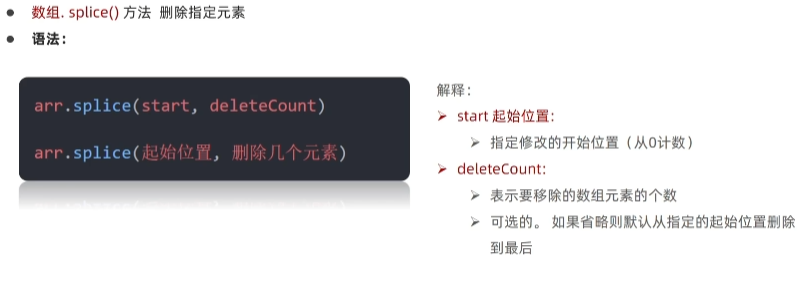 数组. splice() 方法 删除指定元素
语法：
arr.splice(start, deleteCount)
arr.splice(起始位置, 删除几个元素)
解释：
start 起始位置:
指定修改的开始位置（从0计数）
deleteCount:
表示要移除的数组元素的个数
可选的。 如果省略则默认从指定的起始位置删除
到最后